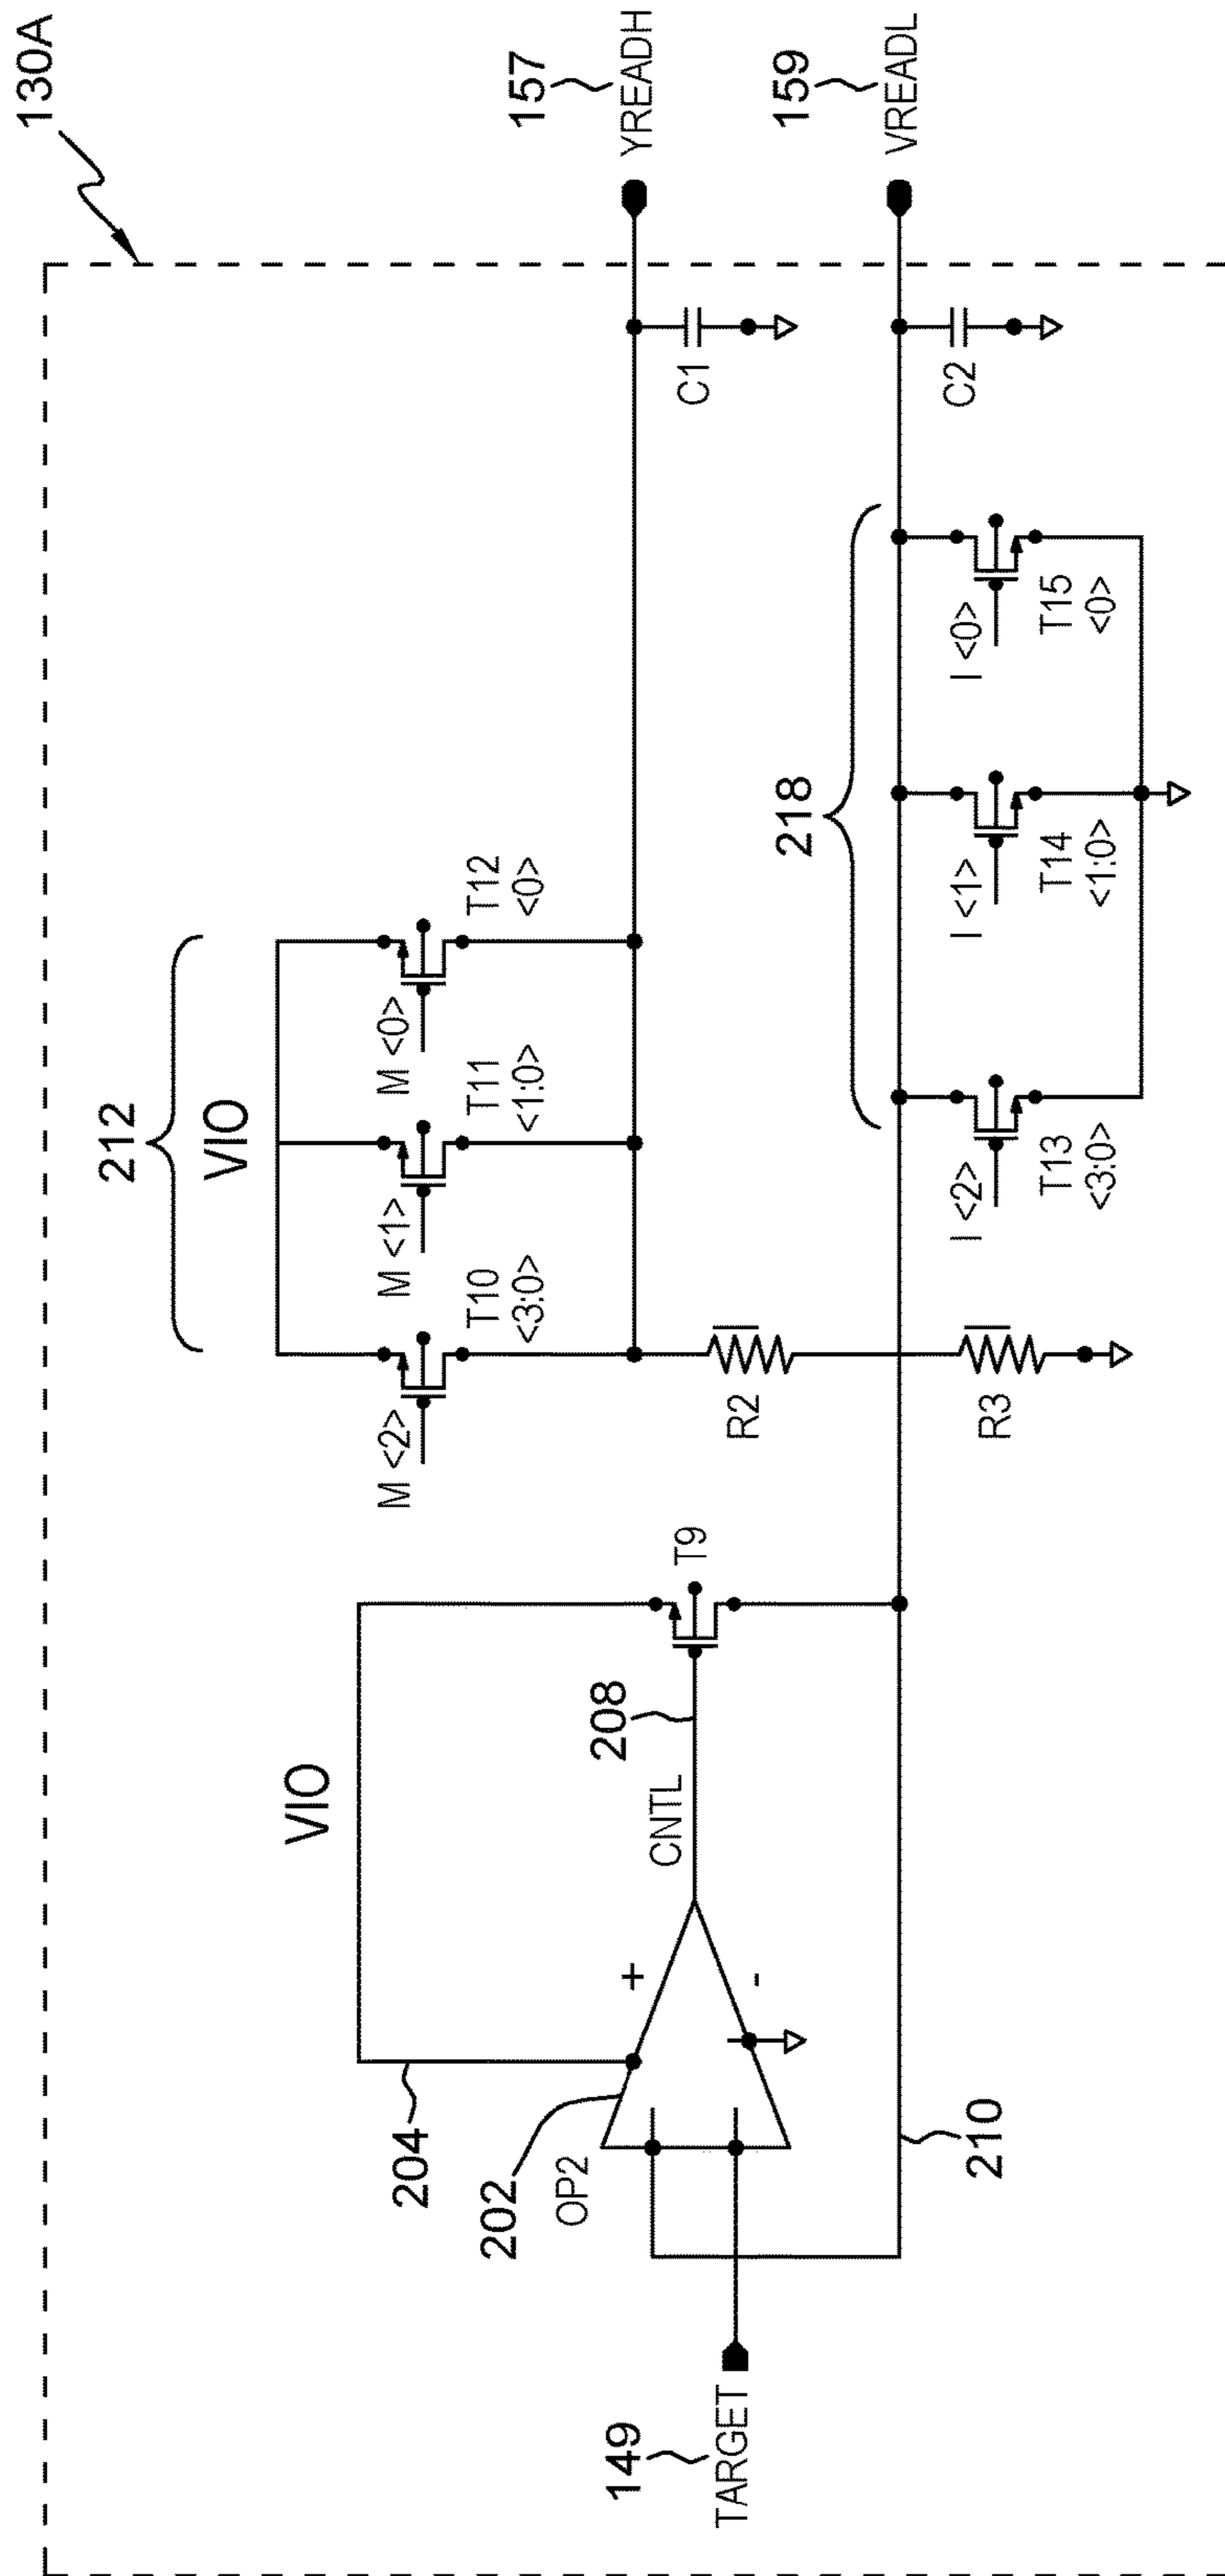 130A
212
VIO
M <2>
T10
<3:0>
M <1>
T11
<1:0>
M <0>
T12
<0>
157
YREADH
VIO
204
202
OP2
+
-
CNTL
208
T9
R2
C1
149
TARGET
218
159
VREADL
210
R3
I <2>
T13
<3:0>
I <1>
T14
<1:0>
I <0>
T15
<0>
C2